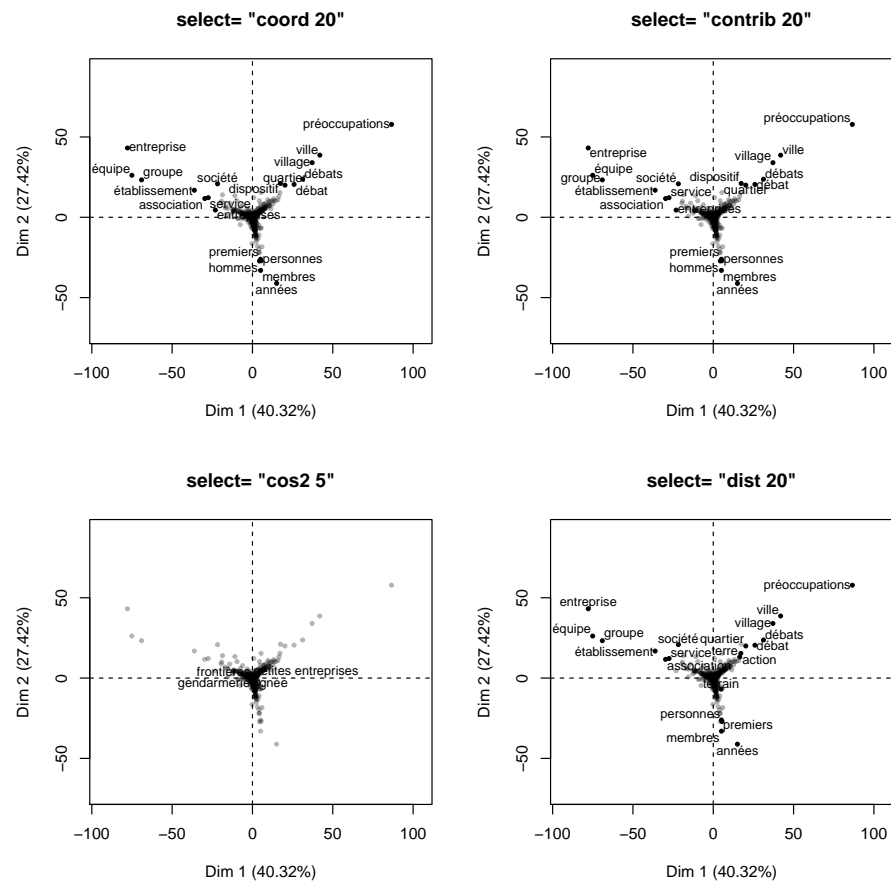 select= "coord 20"
préoccupations
entreprise
ville
village
équipe
groupe
société
quartier
débats
établissement
dispositif
débat
association
service
entreprises
premiers
personnes
hommes
membres
années
50
0
−50
Dim 2 (27.42%)
−100 −50 0 50 100
Dim 1 (40.32%)
select= "contrib 20"
préoccupations
entreprise
ville
village
équipe
groupe
société
dispositif
débats
établissement
quartier
débat
association
service
entreprises
premiers
personnes
hommes
membres
années
50
0
−50
Dim 2 (27.42%)
−100 −50 0 50 100
Dim 1 (40.32%)
select= "cos2 5"
petites entreprises
gendarmerie
50
0
−50
Dim 2 (27.42%)
−100 −50 0 50 100
Dim 1 (40.32%)
select= "dist 20"
préoccupations
entreprise
ville
village
équipe
groupe
société
quartier
débats
établissement
service
terre
débat
association
action
terrain
personnes
premiers
membres
années
50
0
−50
Dim 2 (27.42%)
−100 −50 0 50 100
Dim 1 (40.32%)